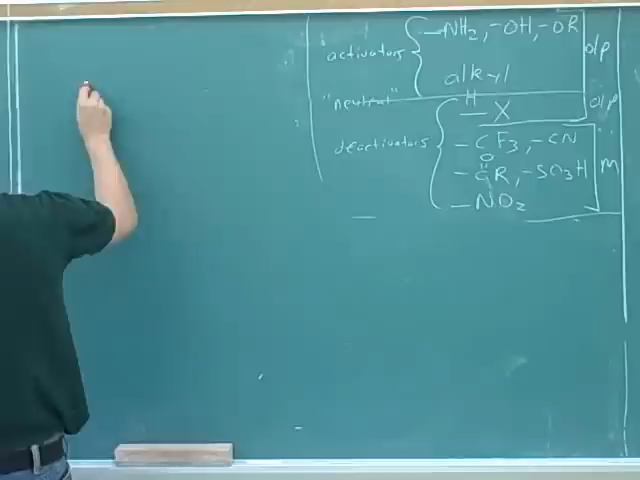 activators -NH2, -OH, -OR o/p
alkyl
"neutral" H o/p
-X
deactivators -CF3, -CN
O
-CR, -SO3H m
-NO2